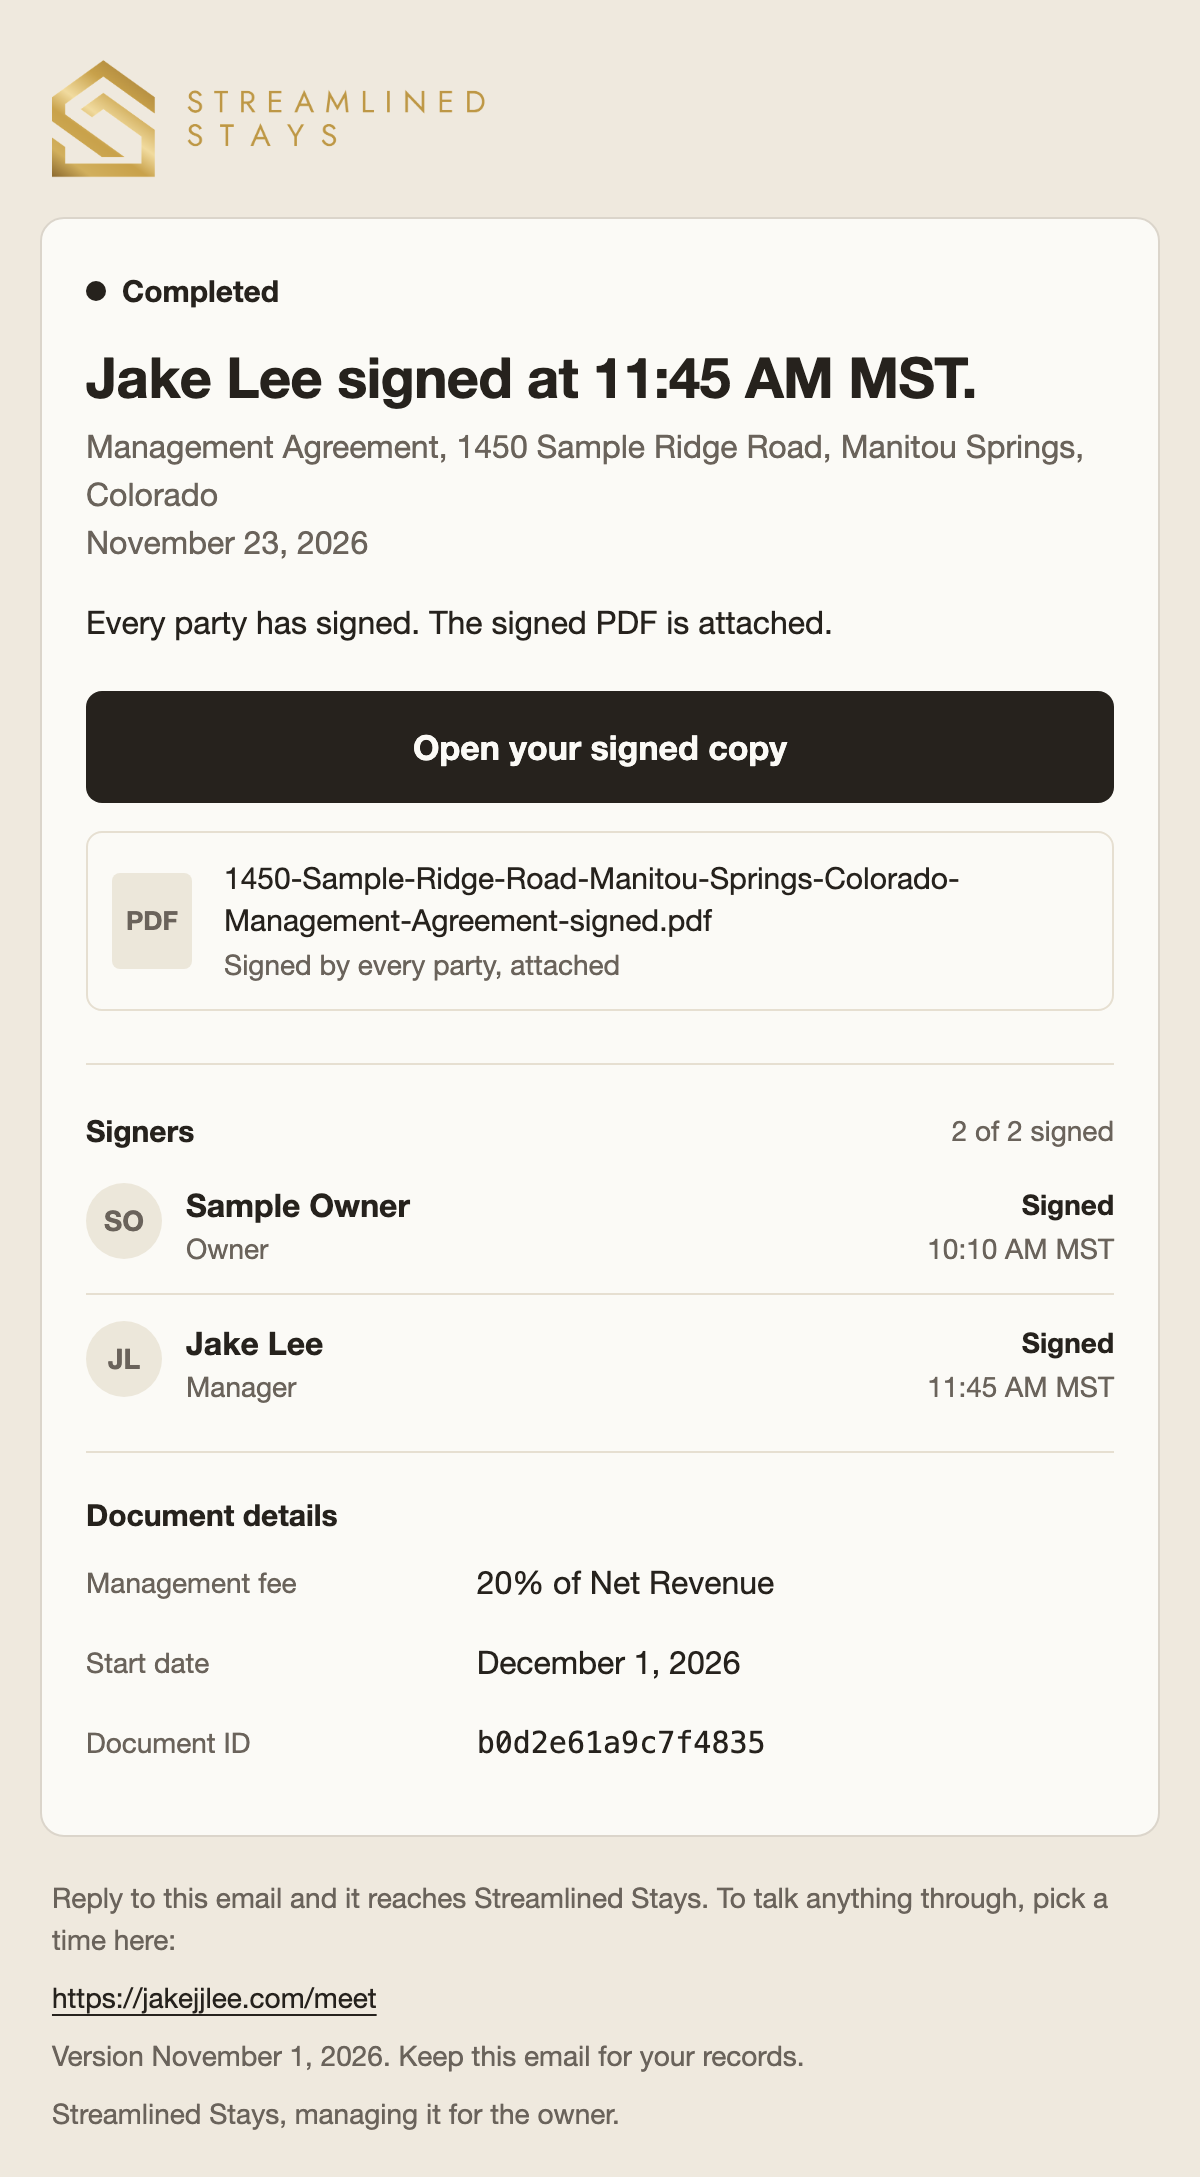 STREAMLINED
STAYS
Completed
Jake Lee signed at 11:45 AM MST.
Management Agreement, 1450 Sample Ridge Road, Manitou Springs,
Colorado
November 23, 2026
Every party has signed. The signed PDF is attached.
Open your signed copy
PDF
1450-Sample-Ridge-Road-Manitou-Springs-Colorado-
Management-Agreement-signed.pdf
Signed by every party, attached
Signers
2 of 2 signed
SO
Sample Owner
Signed
Owner
10:10 AM MST
JL
Jake Lee
Signed
Manager
11:45 AM MST
Document details
Management fee
20% of Net Revenue
Start date
December 1, 2026
Document ID
b0d2e61a9c7f4835
Reply to this email and it reaches Streamlined Stays. To talk anything through, pick a
time here:
https://jakejjlee.com/meet
Version November 1, 2026. Keep this email for your records.
Streamlined Stays, managing it for the owner.